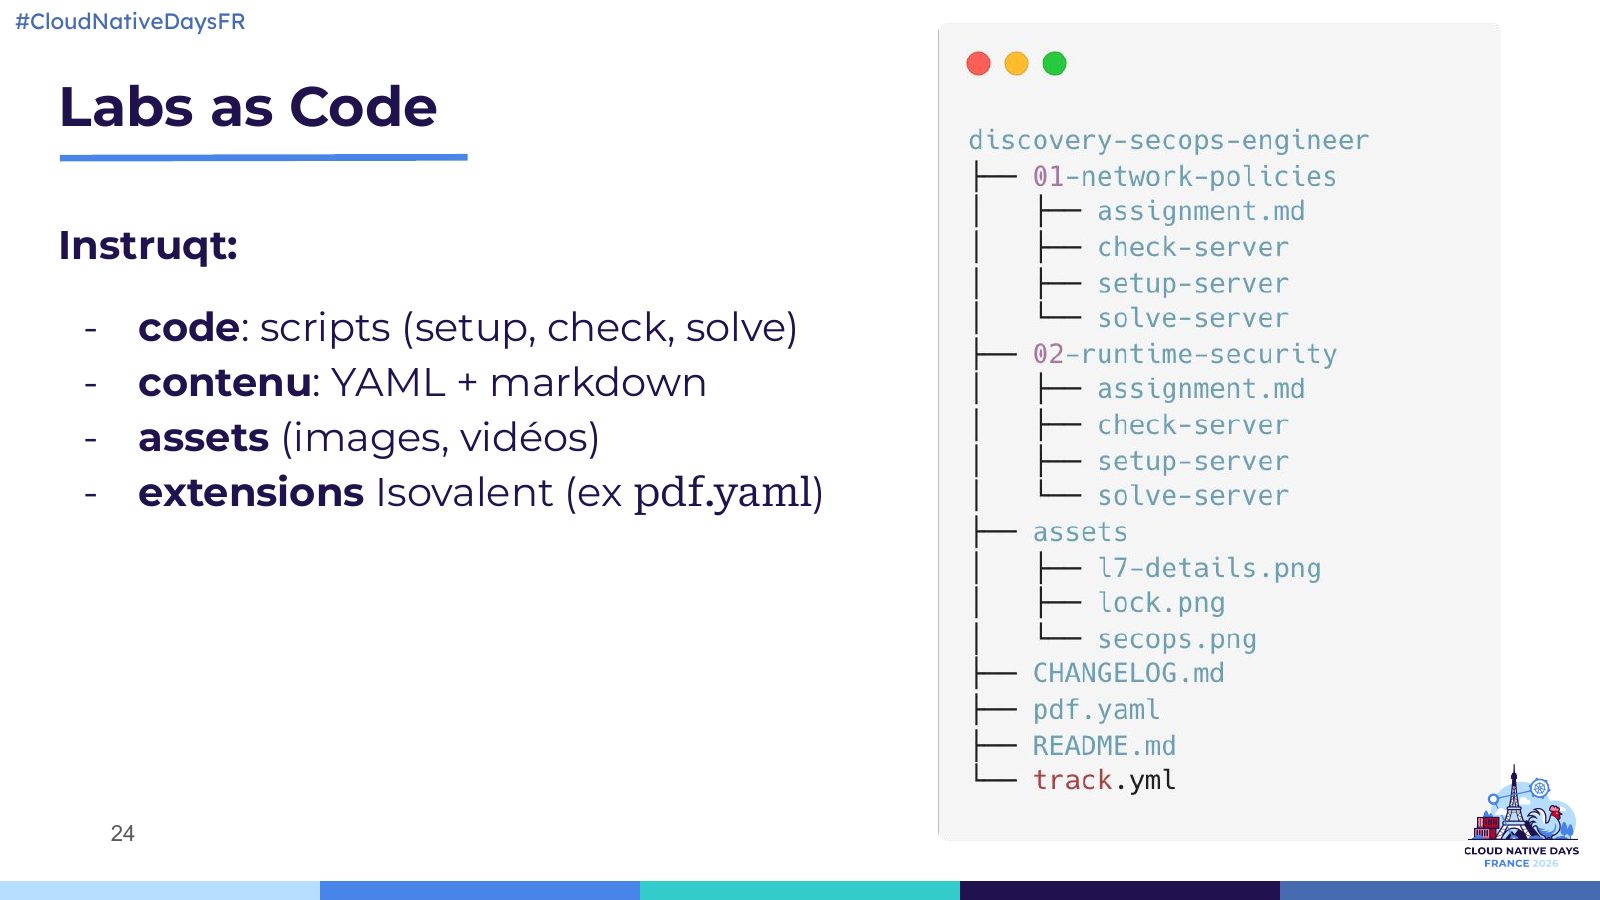 #CloudNativeDaysFR
Labs as Code
Instruqt:
- code: scripts (setup, check, solve)
- contenu: YAML + markdown
- assets (images, vidéos)
- extensions Isovalent (ex pdf.yaml)
discovery-secops-engineer
├── 01-network-policies
│   ├── assignment.md
│   ├── check-server
│   ├── setup-server
│   └── solve-server
├── 02-runtime-security
│   ├── assignment.md
│   ├── check-server
│   ├── setup-server
│   └── solve-server
├── assets
│   ├── l7-details.png
│   ├── lock.png
│   └── secops.png
├── CHANGELOG.md
├── pdf.yaml
├── README.md
└── track.yml
24
CLOUD NATIVE DAYS
FRANCE 2026